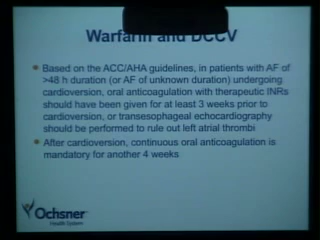 Warfarin and DCCV
Based on the ACC/AHA guidelines, in patients with AF of
>48 h duration (or AF of unknown duration) undergoing
cardioversion, oral anticoagulation with therapeutic INRs
should have been given for at least 3 weeks prior to
cardioversion, or transesophageal echocardiography
should be performed to rule out left atrial thrombi
After cardioversion, continuous oral anticoagulation is
mandatory for another 4 weeks
Ochsner
Health System